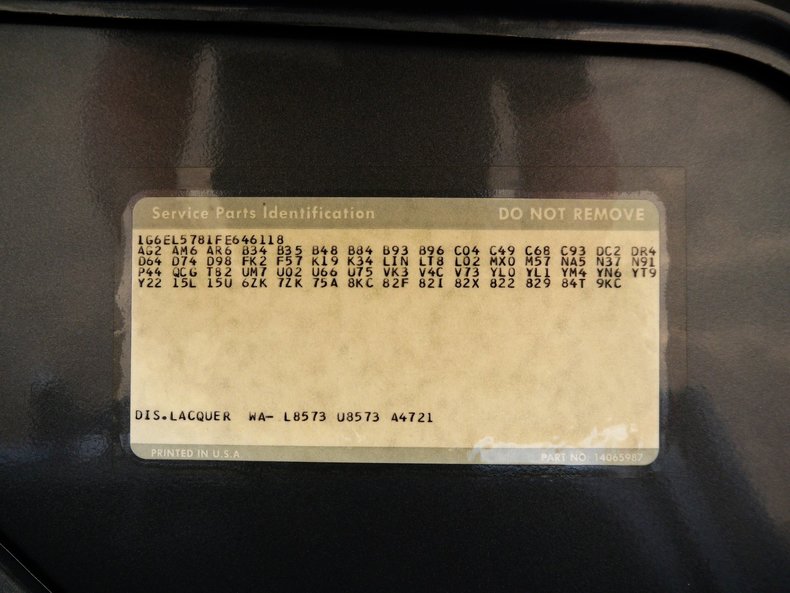 Service Parts Identification DO NOT REMOVE
1G6EL5781FE646118
AG2 AM6 AR6 B34 B35 B48 B84 B93 B96 C04 C49 C68 C93 DC2 DR4
D64 D74 D98 FK2 F57 K19 K34 LIN LT8 L02 MX0 M57 NA5 N37 N91
P44 QCG T82 UM7 U02 U66 U75 VK3 V4C V73 YL0 YL1 YM4 YN6 YT9
Y22 15L 15U 6ZK 7ZK 75A 8KC 82F 82I 82X 822 829 84T 9KC
DIS.LACQUER WA- L8573 U8573 A4721
PRINTED IN U.S.A PART NO. 14065987